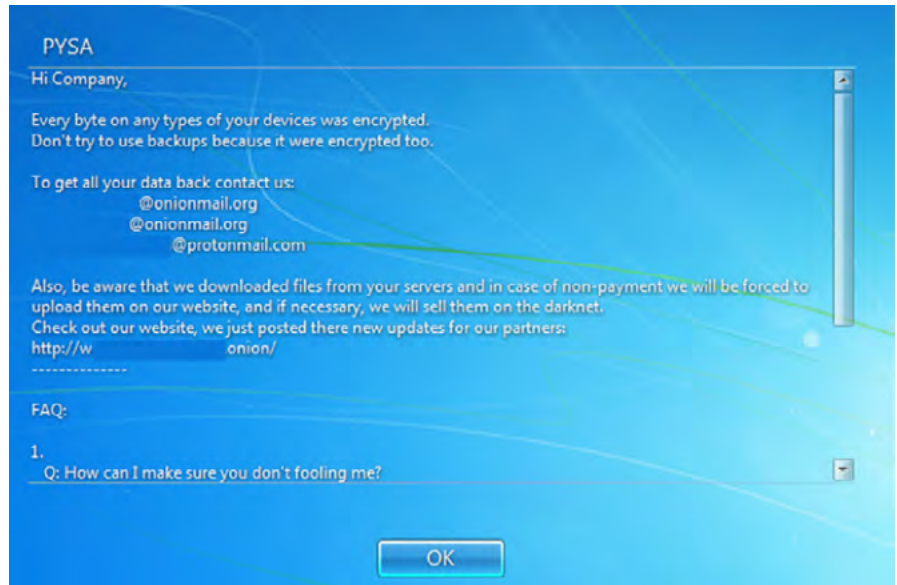 PYSA
Hi Company,
Every byte on any types of your devices was encrypted.
Don't try to use backups because it were encrypted too.
To get all your data back contact us:
@onionmail.org
@onionmail.org
@protonmail.com
Also, be aware that we downloaded files from your servers and in case of non-payment we will be forced to
upload them on our website, and if necessary, we will sell them on the darknet.
Check out our website, we just posted there new updates for our partners:
http://w .onion/
--------------
FAQ:
1.
Q: How can I make sure you don't fooling me?
OK